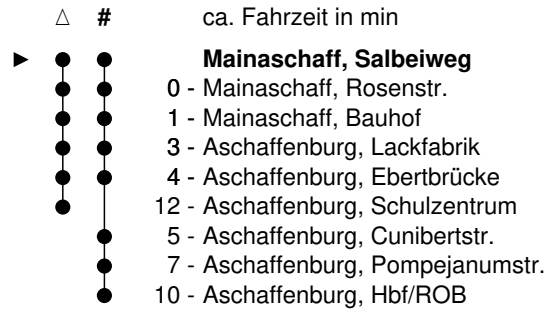 △ # ca. Fahrzeit in min
► Mainaschaff, Salbeiweg
0 - Mainaschaff, Rosenstr.
1 - Mainaschaff, Bauhof
3 - Aschaffenburg, Lackfabrik
4 - Aschaffenburg, Ebertbrücke
12 - Aschaffenburg, Schulzentrum
5 - Aschaffenburg, Cunibertstr.
7 - Aschaffenburg, Pompejanumstr.
10 - Aschaffenburg, Hbf/ROB